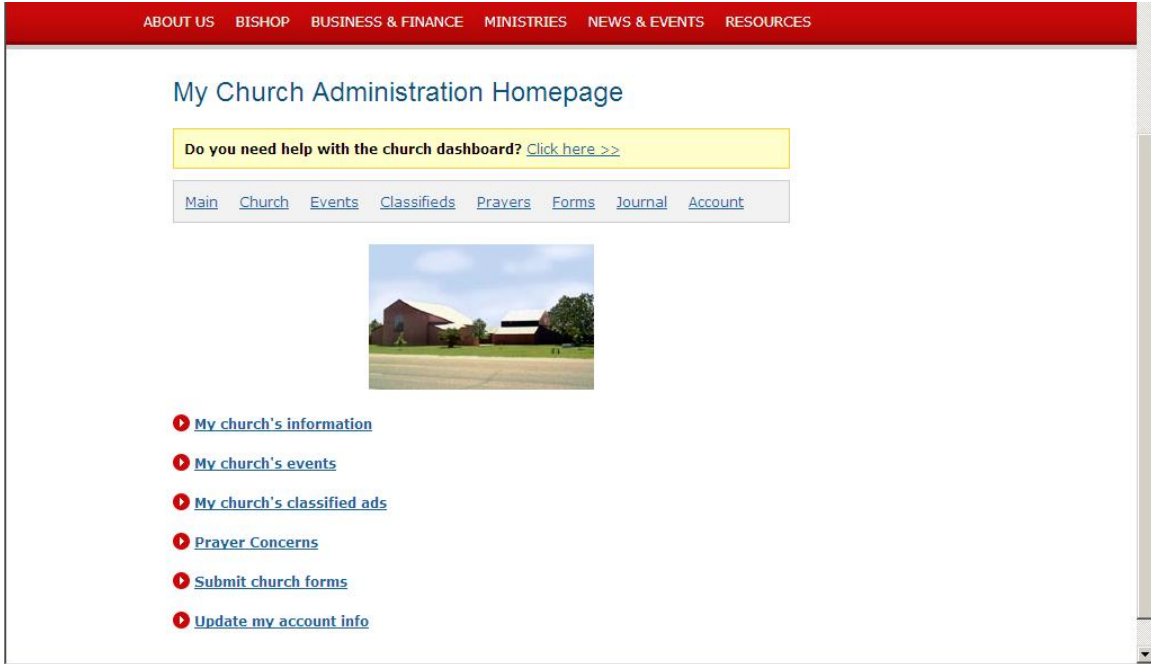 ABOUT US BISHOP BUSINESS & FINANCE MINISTRIES NEWS & EVENTS RESOURCES
My Church Administration Homepage
Do you need help with the church dashboard? Click here >>
Main Church Events Classifieds Prayers Forms Journal Account
My church's information
My church's events
My church's classified ads
Prayer Concerns
Submit church forms
Update my account info